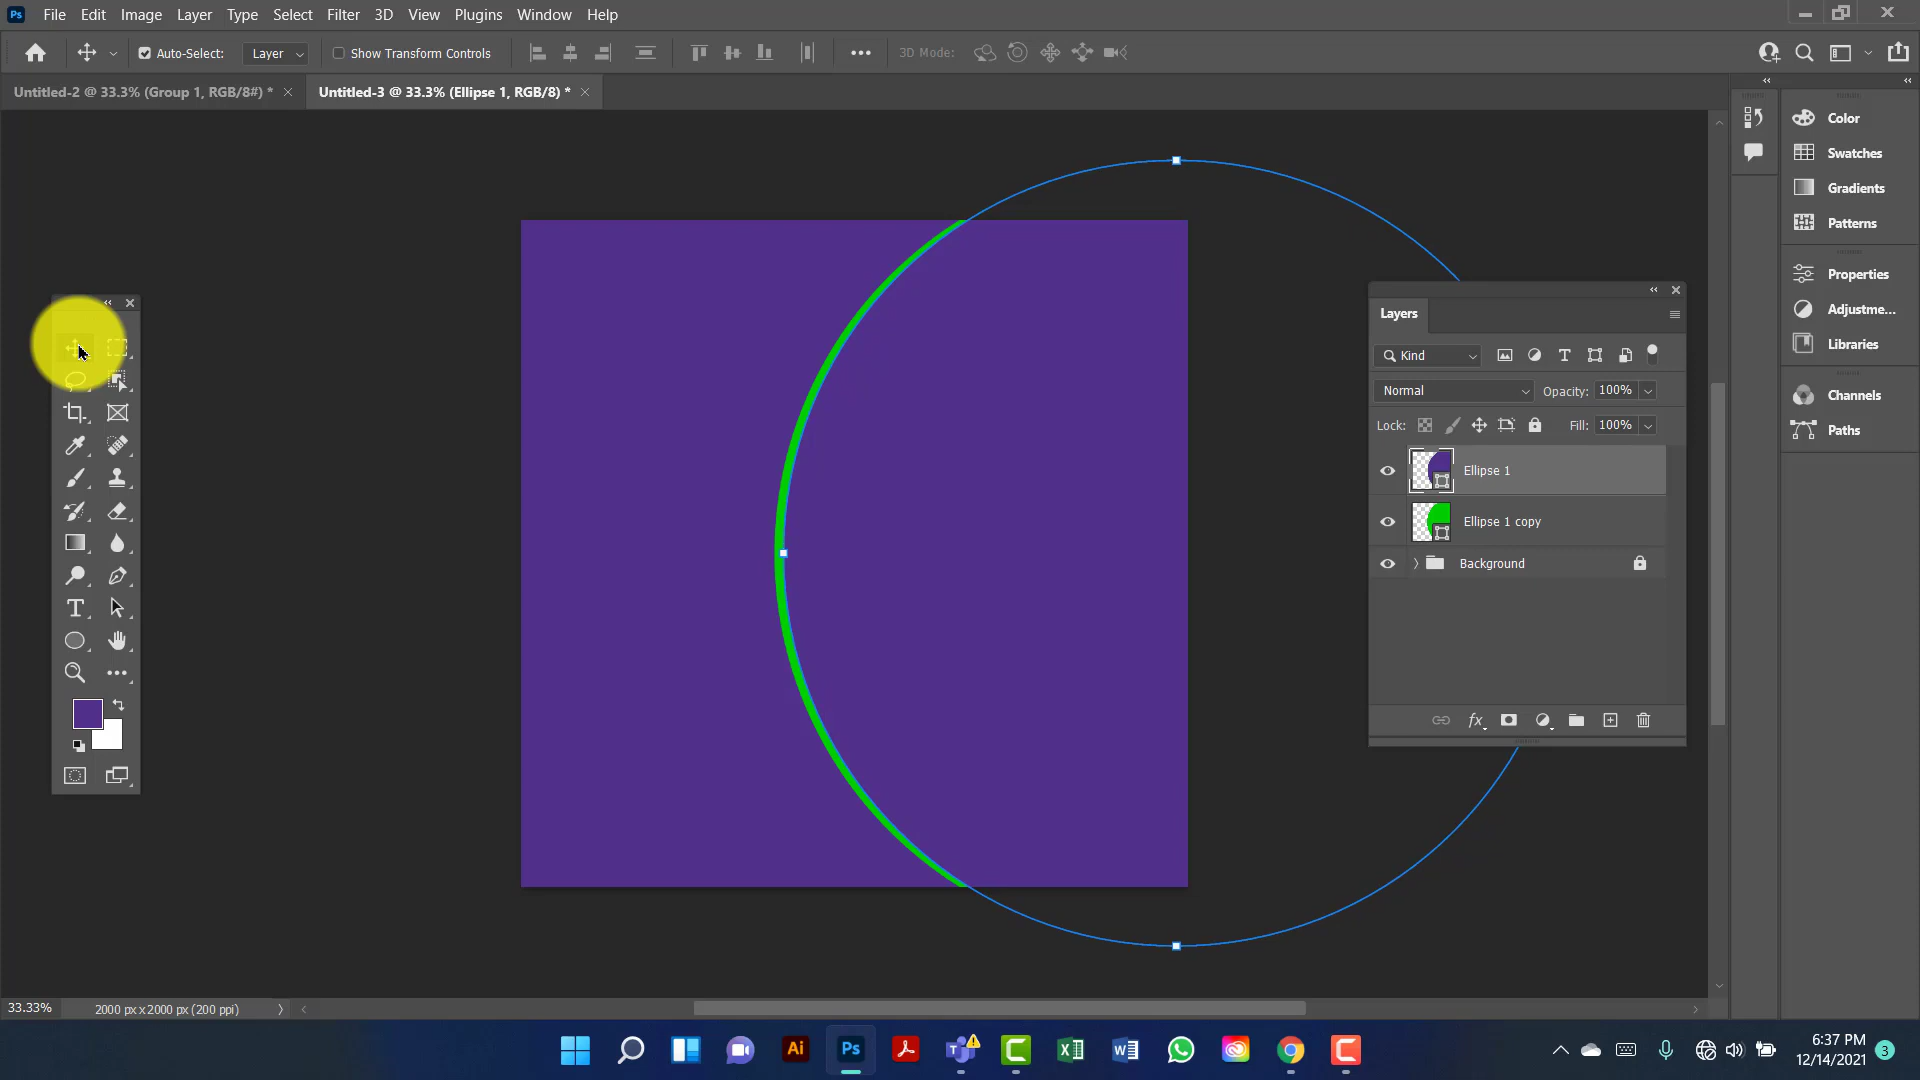 Ps File Edit Image Layer Type Select Filter 3D View Plugins Window Help
Auto-Select: Layer Show Transform Controls 3D Mode:
Untitled-2 @ 33.3% (Group 1, RGB/8#) * Untitled-3 @ 33.3% (Ellipse 1, RGB/8) *
Color
Swatches
Gradients
Patterns
Properties
Adjustme...
Libraries
Channels
Paths
Layers
Kind
Normal Opacity: 100%
Lock: Fill: 100%
Ellipse 1
Ellipse 1 copy
Background
fx
33.33% 2000 px x 2000 px (200 ppi)
Ai Ps
6:37 PM
12/14/2021 3